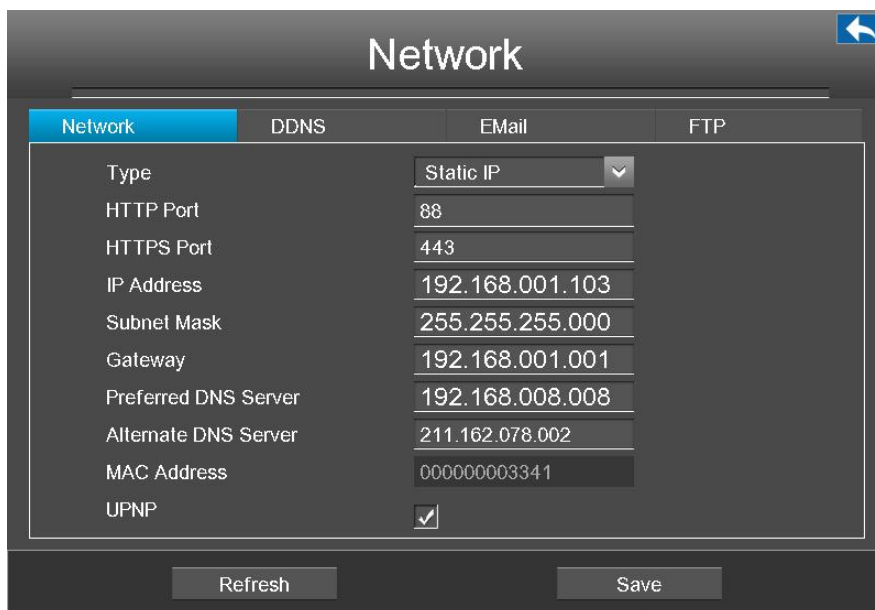 Network
Network DDNS EMail FTP
Type Static IP
HTTP Port 88
HTTPS Port 443
IP Address 192.168.001.103
Subnet Mask 255.255.255.000
Gateway 192.168.001.001
Preferred DNS Server 192.168.008.008
Alternate DNS Server 211.162.078.002
MAC Address 000000003341
UPNP
Refresh Save